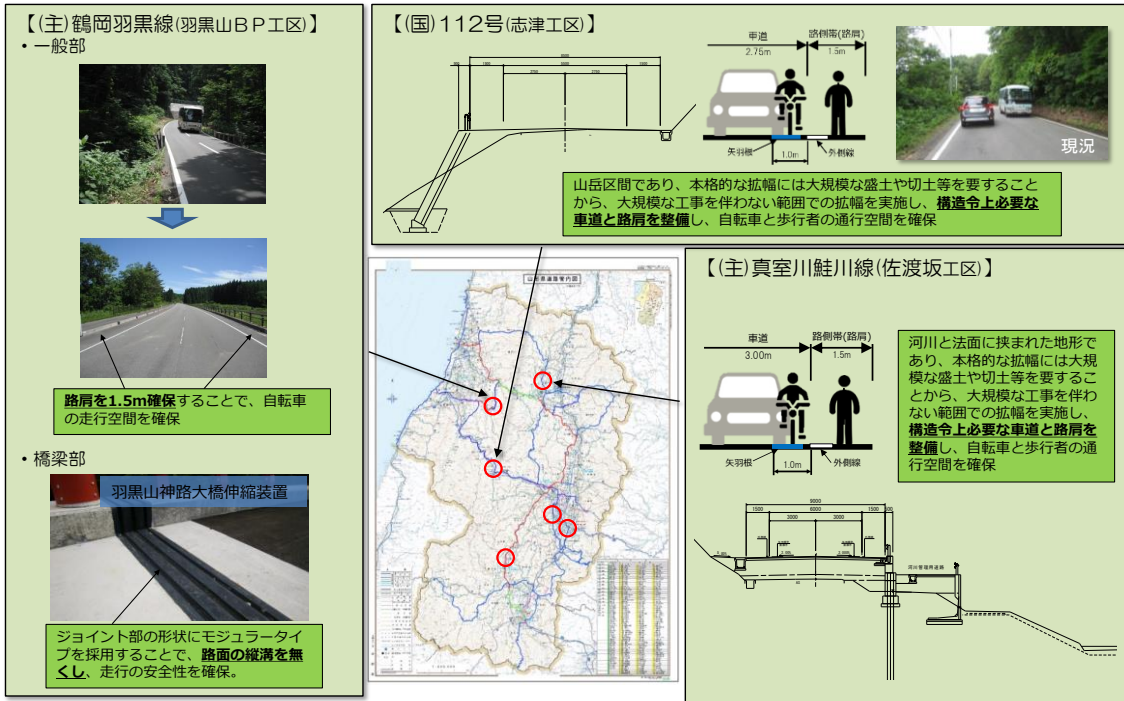 【(主)鶴岡羽黒線(羽黒山ＢＰ工区)】
・一般部
路肩を1.5m確保することで、自転車
の走行空間を確保
・橋梁部
羽黒山神路大橋伸縮装置
ジョイント部の形状にモジュラータイ
プを採用することで、路面の縦溝を無
くし、走行の安全性を確保。
【(国)112号(志津工区)】
車道
路側帯(路肩)
2.75m
1.5m
矢羽根
1.0m
外側線
現況
山岳区間であり、本格的な拡幅には大規模な盛土や切土等を要すること
から、大規模な工事を伴わない範囲での拡幅を実施し、構造令上必要な
車道と路肩を整備し、自転車と歩行者の通行空間を確保
山形県道路管内図
【(主)真室川鮭川線(佐渡坂工区)】
車道
路側帯(路肩)
3.00m
1.5m
矢羽根
1.0m
外側線
河川と法面に挟まれた地形で
あり、本格的な拡幅には大規
模な盛土や切土等を要するこ
とから、大規模な工事を伴わ
ない範囲での拡幅を実施し、
構造令上必要な車道と路肩を
整備し、自転車と歩行者の通
行空間を確保
9000
1500
6000
1500
3000
3000
河川管理用通路